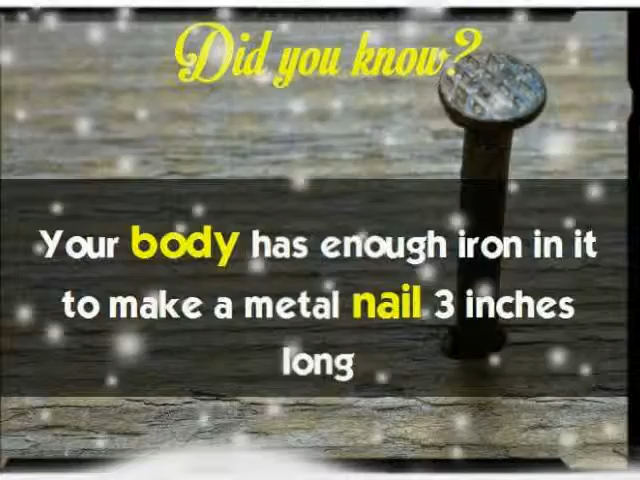 Did you know?
Your body has enough iron in it
to make a metal nail 3 inches
long